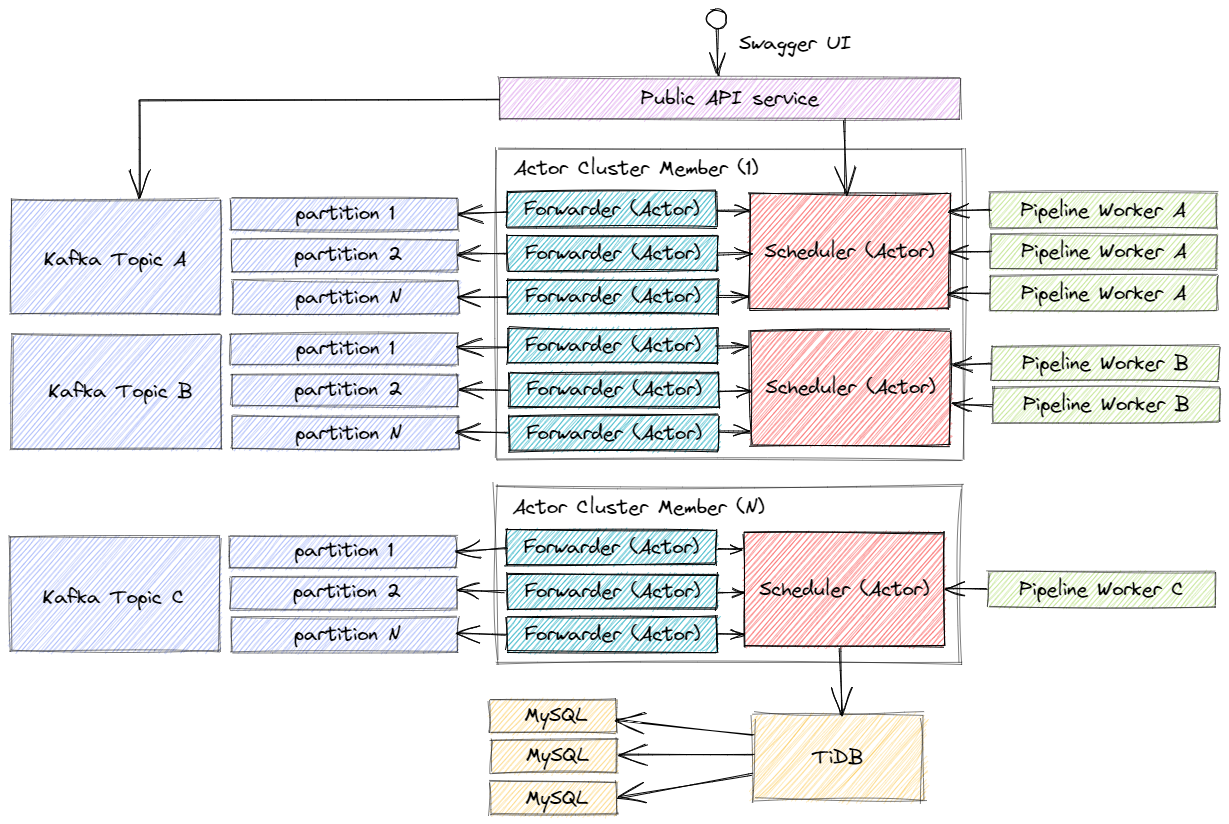 Swagger UI
Public API service
Actor Cluster Member (1)
Kafka Topic A
partition 1
partition 2
partition N
Forwarder (Actor)
Forwarder (Actor)
Forwarder (Actor)
Scheduler (Actor)
Pipeline Worker A
Pipeline Worker A
Pipeline Worker A
Kafka Topic B
partition 1
partition 2
partition N
Forwarder (Actor)
Forwarder (Actor)
Forwarder (Actor)
Scheduler (Actor)
Pipeline Worker B
Pipeline Worker B
Actor Cluster Member (N)
Kafka Topic C
partition 1
partition 2
partition N
Forwarder (Actor)
Forwarder (Actor)
Forwarder (Actor)
Scheduler (Actor)
Pipeline Worker C
MySQL
MySQL
MySQL
TiDB